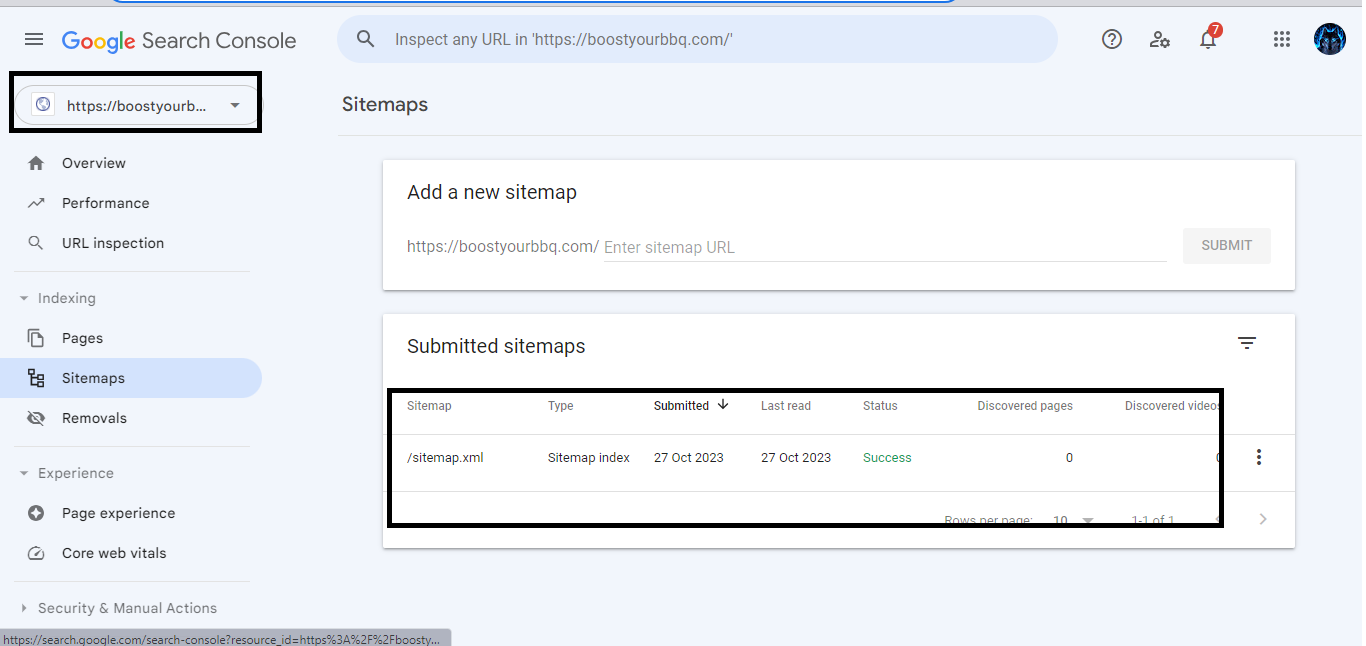 Google Search Console
Inspect any URL in 'https://boostyourbbq.com/'
7
https://boostyourb...
Sitemaps
Overview
Performance
URL inspection
Indexing
Pages
Sitemaps
Removals
Experience
Page experience
Core web vitals
Security & Manual Actions
Add a new sitemap
https://boostyourbbq.com/ Enter sitemap URL
SUBMIT
Submitted sitemaps
Sitemap Type Submitted Last read Status Discovered pages Discovered videos
/sitemap.xml Sitemap index 27 Oct 2023 27 Oct 2023 Success 0 0
Rows per page: 10 1-1 of 1
https://search.google.com/search-console?resource_id=https%3A%2F%2Fboosty...